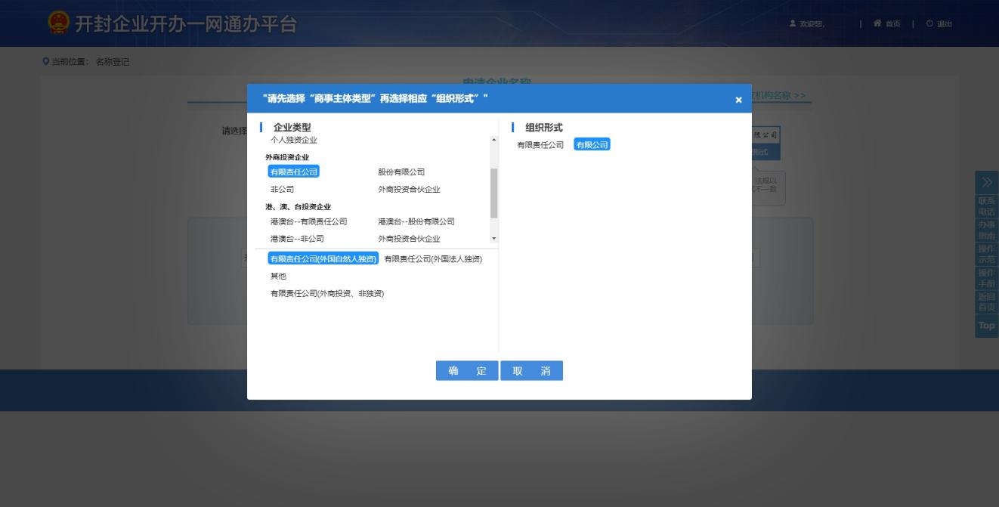 开封企业开办一网通办平台
欢迎您, | 首页 | 退出
当前位置： 名称登记
申请企业名称
机构名称 >>
请选择
"请先选择“商事主体类型”再选择相应“组织形式”"
×
企业类型
个人独资企业
外商投资企业
有限责任公司 股份有限公司
非公司 外商投资合伙企业
港、澳、台投资企业
港澳台--有限责任公司 港澳台--股份有限公司
港澳台--非公司 外商投资合伙企业
有限责任公司(外国自然人独资) 有限责任公司(外国法人独资)
其他
有限责任公司(外商投资、非独资)
组织形式
有限责任公司 有限公司
确 定 取 消
限公司
形式
法规以
不一致
联系
电话
办事
指南
操作
示范
操作
手册
返回
首页
Top